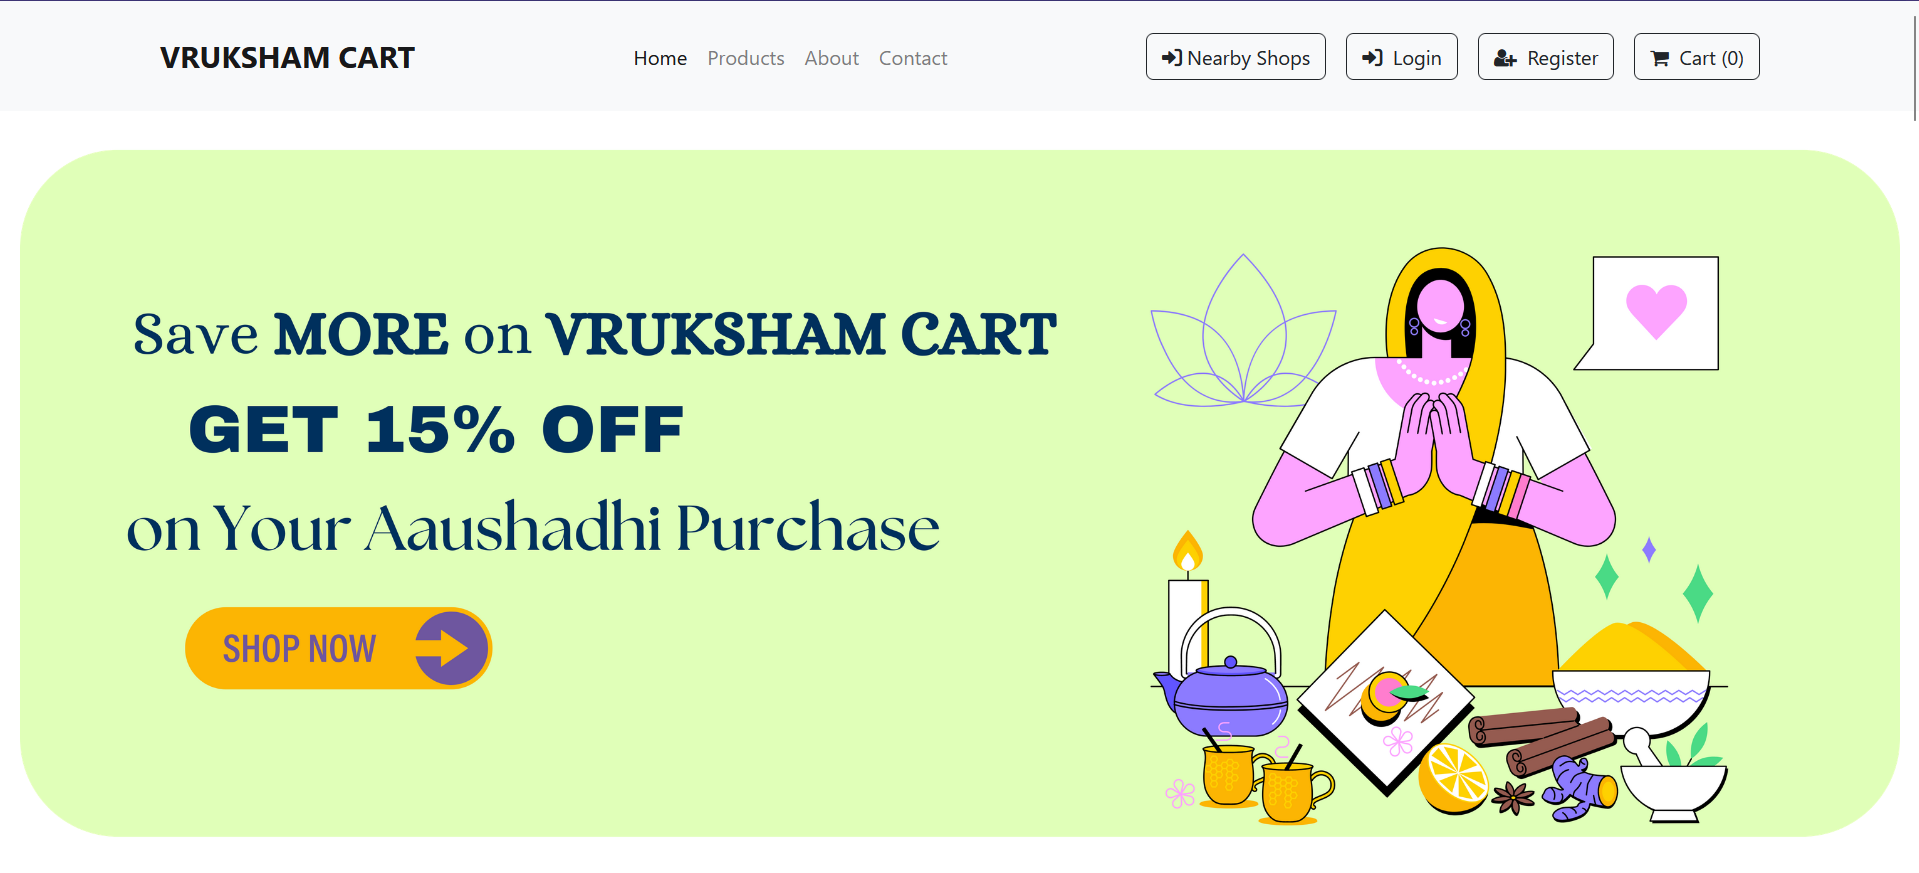 VRUKSHAM CART
Home Products About Contact
Nearby Shops Login Register Cart (0)
Save MORE on VRUKSHAM CART
GET 15% OFF
on Your Aaushadhi Purchase
SHOP NOW